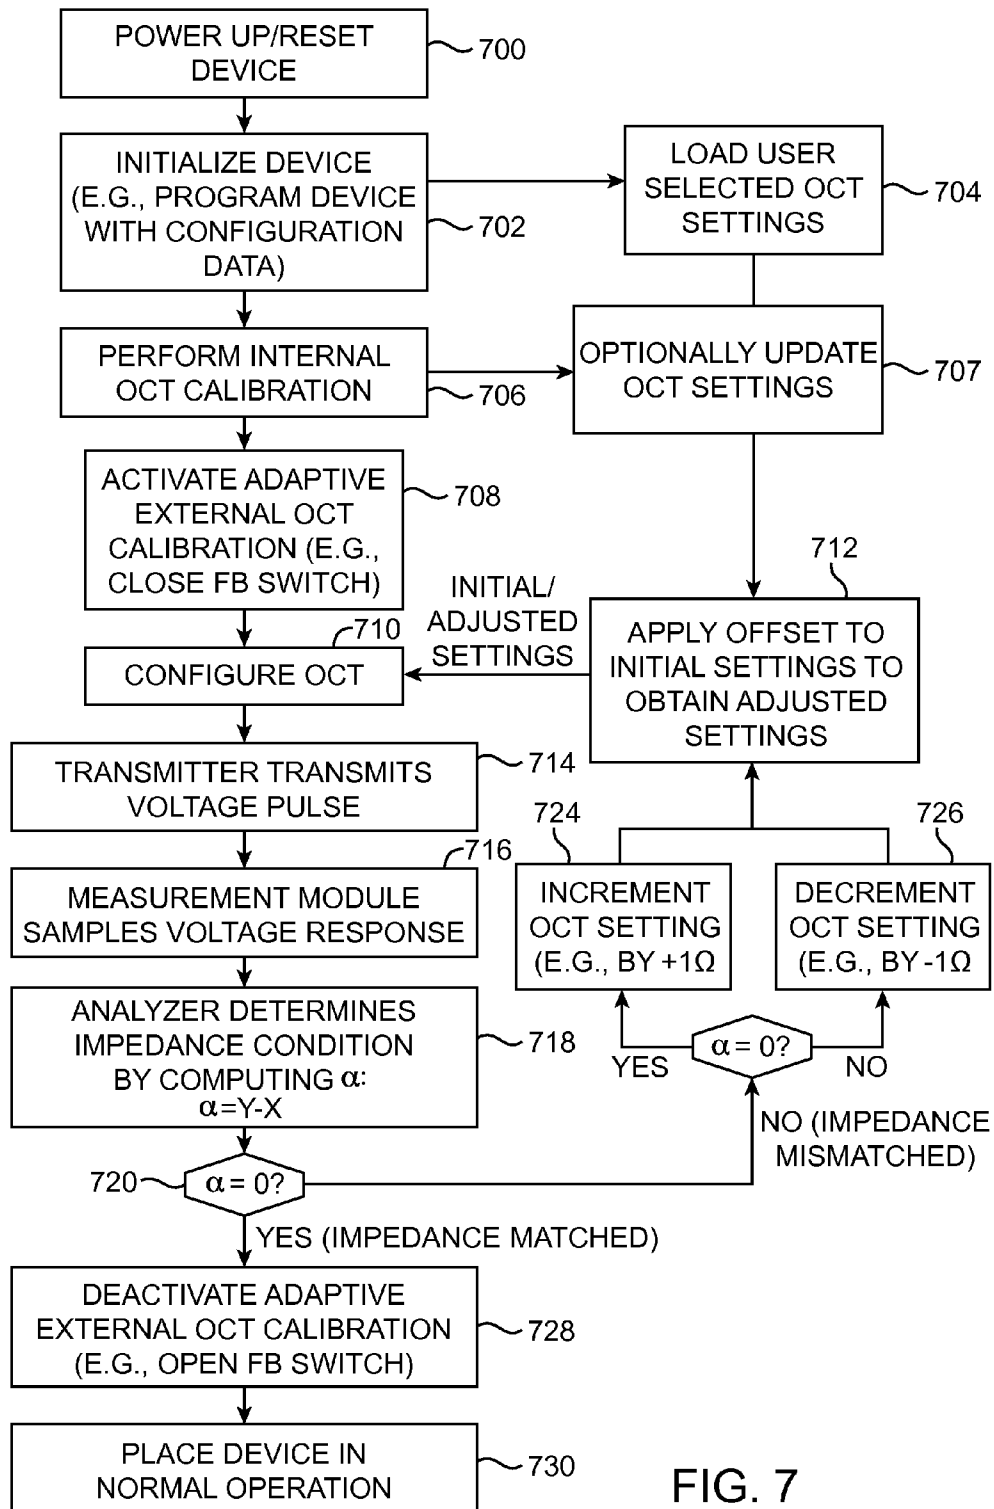 POWER UP/RESET
DEVICE
700
INITIALIZE DEVICE
(E.G., PROGRAM DEVICE
WITH CONFIGURATION
DATA)
702
LOAD USER
SELECTED OCT
SETTINGS
704
PERFORM INTERNAL
OCT CALIBRATION
706
OPTIONALLY UPDATE
OCT SETTINGS
707
ACTIVATE ADAPTIVE
EXTERNAL OCT
CALIBRATION (E.G.,
CLOSE FB SWITCH)
708
INITIAL/
ADJUSTED
SETTINGS
712
APPLY OFFSET TO
INITIAL SETTINGS TO
OBTAIN ADJUSTED
SETTINGS
710
CONFIGURE OCT
TRANSMITTER TRANSMITS
VOLTAGE PULSE
714
716
MEASUREMENT MODULE
SAMPLES VOLTAGE RESPONSE
724
INCREMENT
OCT SETTING
(E.G., BY +1Ω
726
DECREMENT
OCT SETTING
(E.G., BY -1Ω
ANALYZER DETERMINES
IMPEDANCE CONDITION
BY COMPUTING α:
α=Y-X
718
α = 0?
YES
NO
NO (IMPEDANCE
MISMATCHED)
720
α = 0?
YES (IMPEDANCE MATCHED)
DEACTIVATE ADAPTIVE
EXTERNAL OCT CALIBRATION
(E.G., OPEN FB SWITCH)
728
PLACE DEVICE IN
NORMAL OPERATION
730
FIG. 7